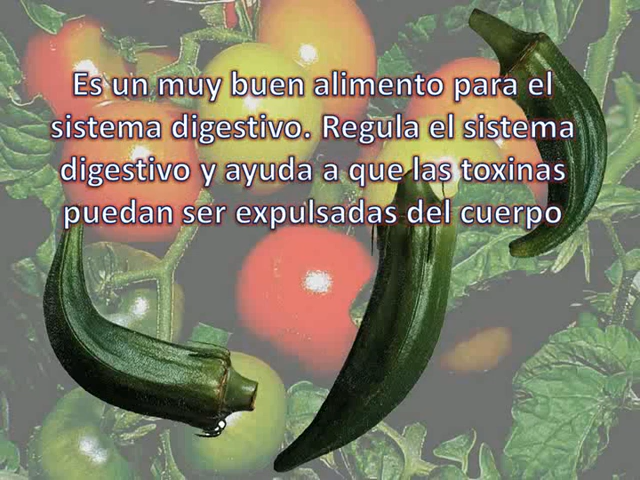 Es un muy buen alimento para el
sistema digestivo. Regula el sistema
digestivo y ayuda a que las toxinas
puedan ser expulsadas del cuerpo